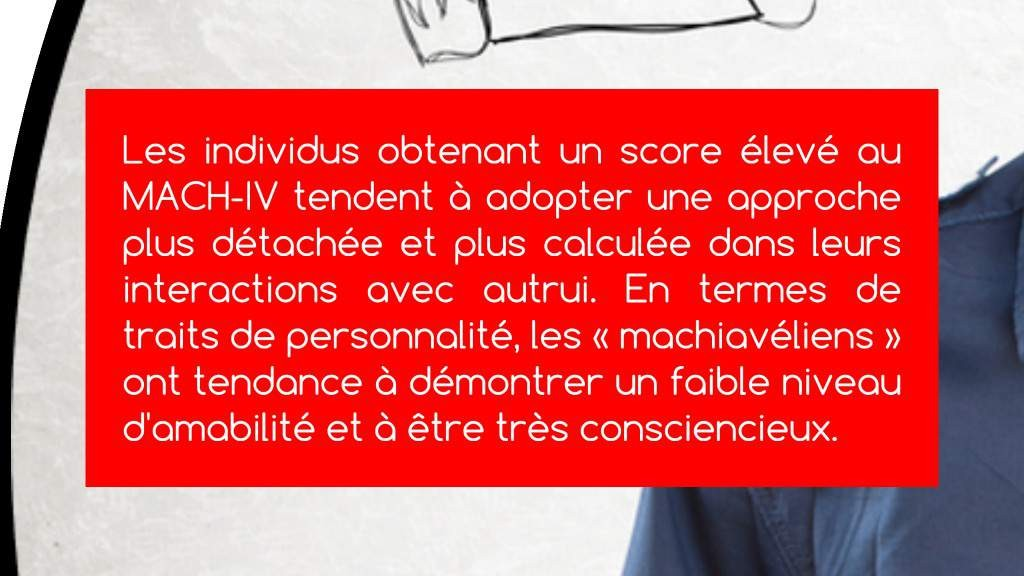 Les individus obtenant un score élevé au
MACH-IV tendent à adopter une approche
plus détachée et plus calculée dans leurs
interactions avec autrui. En termes de
traits de personnalité, les « machiavéliens »
ont tendance à démontrer un faible niveau
d'amabilité et à être très consciencieux.